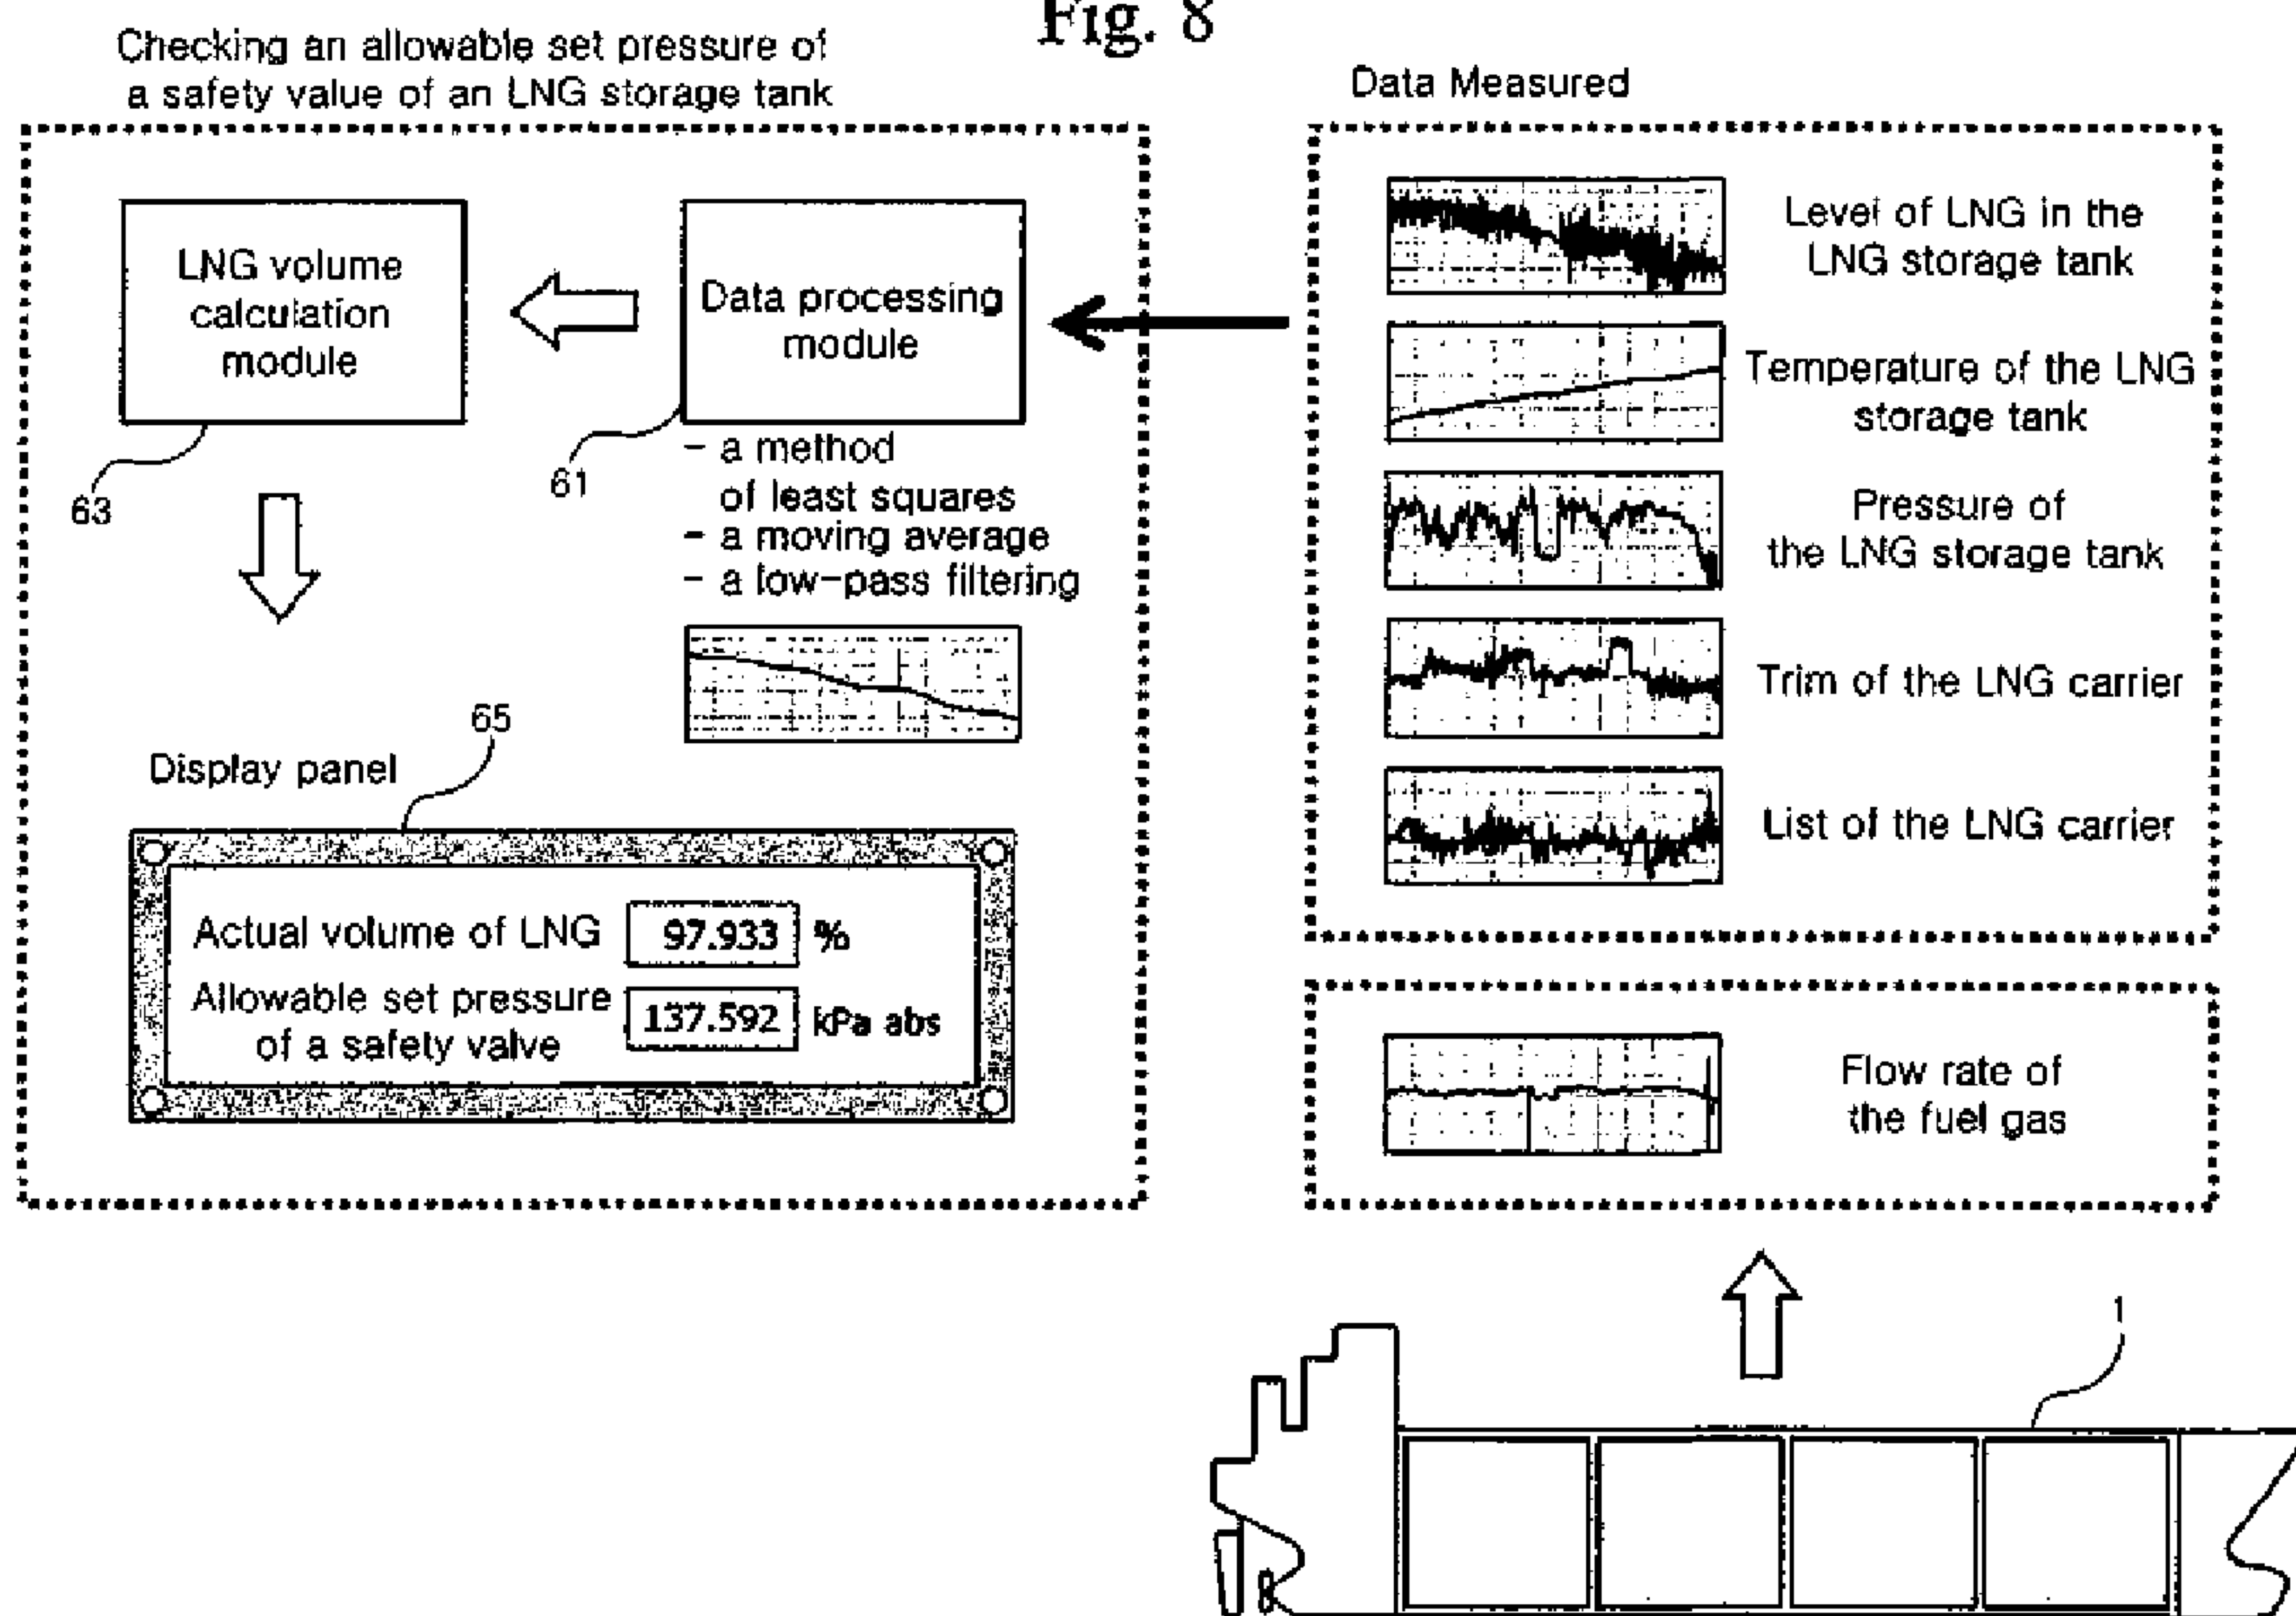 Fig. 8
Checking an allowable set pressure of
a safety value of an LNG storage tank
LNG volume
calculation
module
63
Data processing
module
61
- a method
of least squares
- a moving average
- a low-pass filtering
Display panel
65
Actual volume of LNG 97.933 %
Allowable set pressure
of a safety valve 137.592 kPa abs
Data Measured
Level of LNG in the
LNG storage tank
Temperature of the LNG
storage tank
Pressure of
the LNG storage tank
Trim of the LNG carrier
List of the LNG carrier
Flow rate of
the fuel gas
1